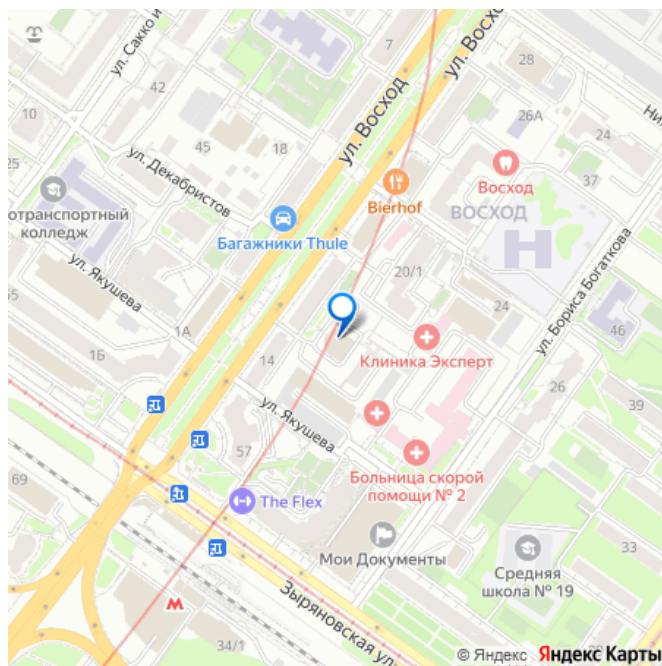 ул. Сакко и
ул. Восход
ул. Восход
7
28
42
10
26А
24
Ни
45
18
25
ул. Декабристов
Восход
37
Bierhof
ВОСХОД
отранспортный
колледж
Багажники Thule
20/1
ул. Бориса Богаткова
ул. Якушева
24
46
55
1А
Клиника Эксперт
1Б
14
26
39
ул. Якушева
57
Больница скорой
помощи № 2
69
The Flex
Мои Документы
33
Средняя
школа № 19
Зыряновская ул.
34/1
© Яндекс Яндекс Карты